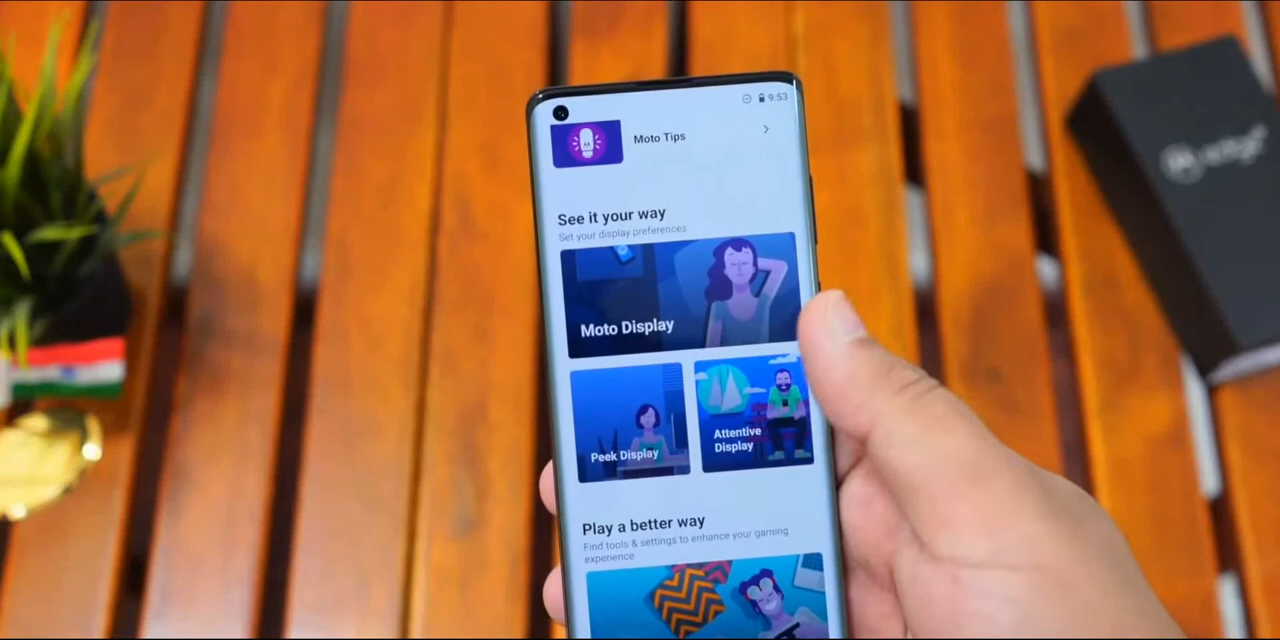 9:53
Moto Tips
See it your way
Set your display preferences
Moto Display
Peek Display
Attentive
Display
Play a better way
Find tools & settings to enhance your gaming
experience